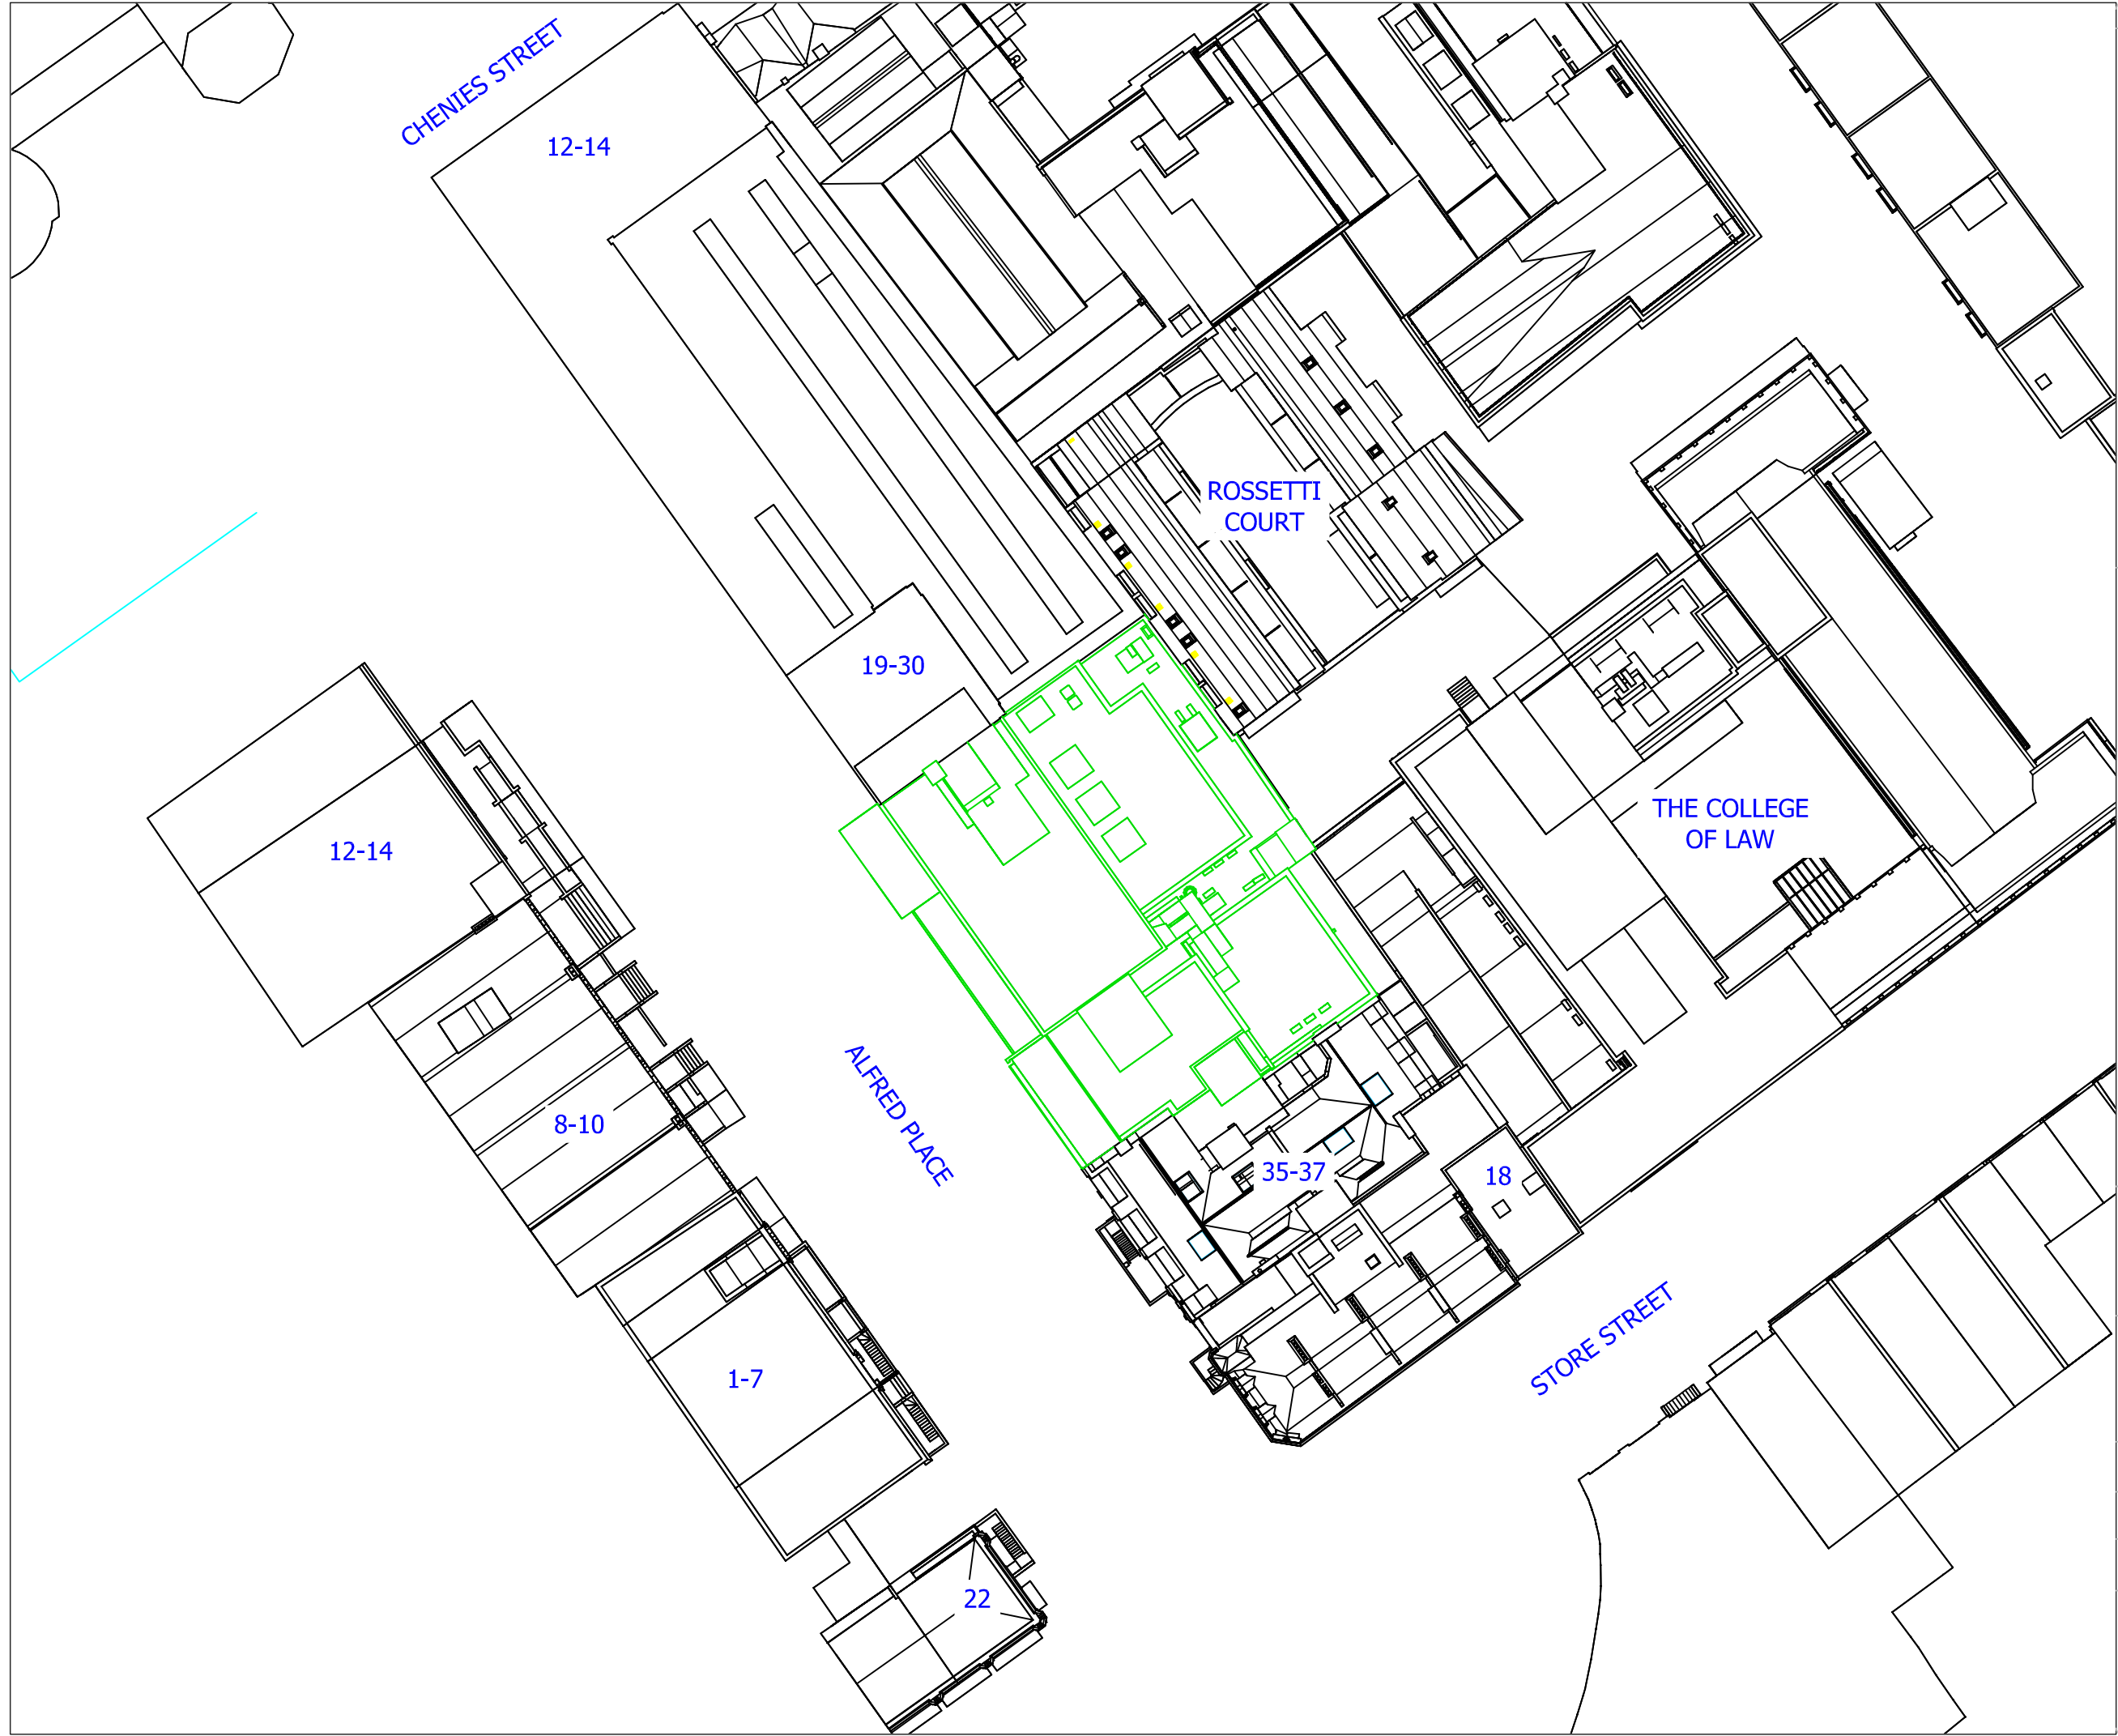 CHENIES STREET
12-14
ROSSETTI
COURT
19-30
THE COLLEGE
OF LAW
12-14
ALFRED PLACE
8-10
35-37
18
STORE STREET
1-7
22